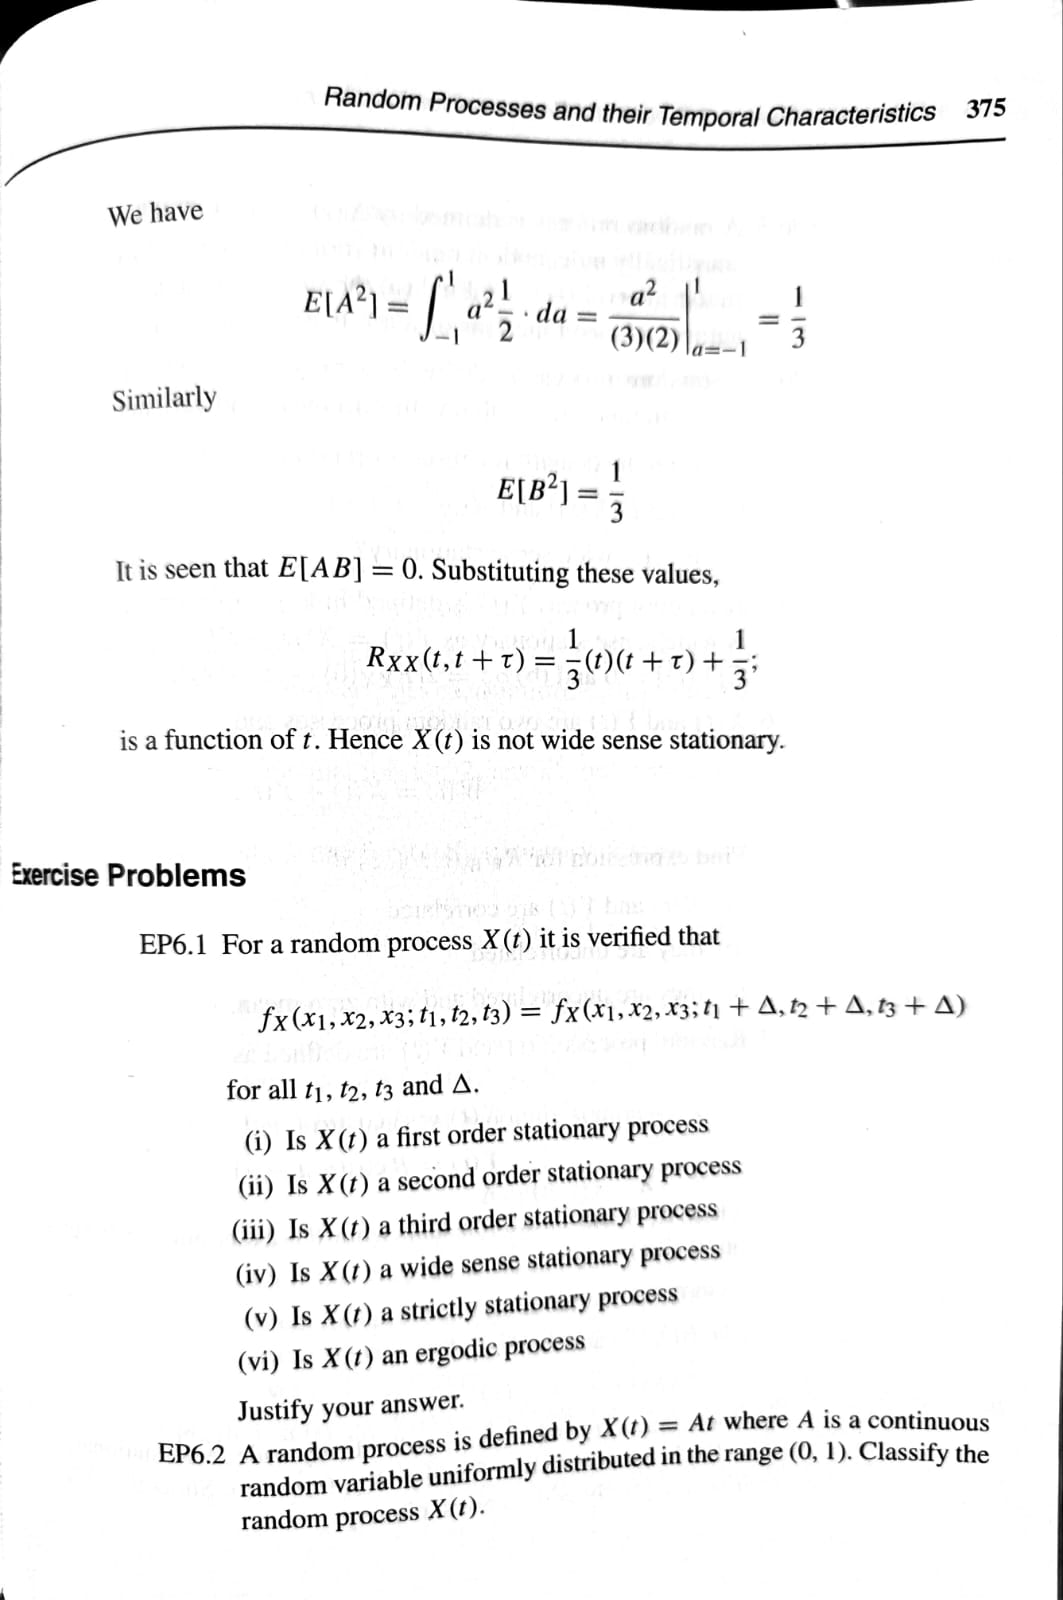 Random Processes and their Temporal Characteristics 375
We have
E[A²] = ∫₋₁¹ a² 1/2 · da = a²/(3)(2) |¹ₐ₌₋₁ = 1/3
Similarly
E[B²] = 1/3
It is seen that E[AB] = 0. Substituting these values,
R_XX(t, t + τ) = 1/3 (t)(t + τ) + 1/3;
is a function of t. Hence X(t) is not wide sense stationary.
Exercise Problems
EP6.1 For a random process X(t) it is verified that
f_X(x₁, x₂, x₃; t₁, t₂, t₃) = f_X(x₁, x₂, x₃; t₁ + Δ, t₂ + Δ, t₃ + Δ)
for all t₁, t₂, t₃ and Δ.
(i) Is X(t) a first order stationary process
(ii) Is X(t) a second order stationary process
(iii) Is X(t) a third order stationary process
(iv) Is X(t) a wide sense stationary process
(v) Is X(t) a strictly stationary process
(vi) Is X(t) an ergodic process
Justify your answer.
EP6.2 A random process is defined by X(t) = At where A is a continuous
random variable uniformly distributed in the range (0, 1). Classify the
random process X(t).